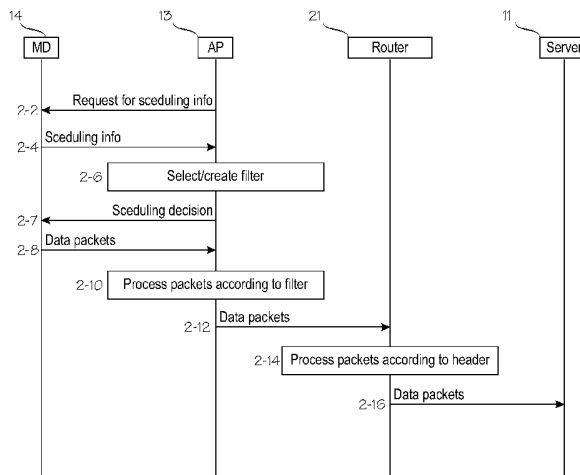 14
13
21
11
MD
AP
Router
Server
2-2
Request for sceduling info
2-4
Sceduling info
2-6
Select/create filter
2-7
Sceduling decision
2-8
Data packets
2-10
Process packets according to filter
2-12
Data packets
2-14
Process packets according to header
2-16
Data packets